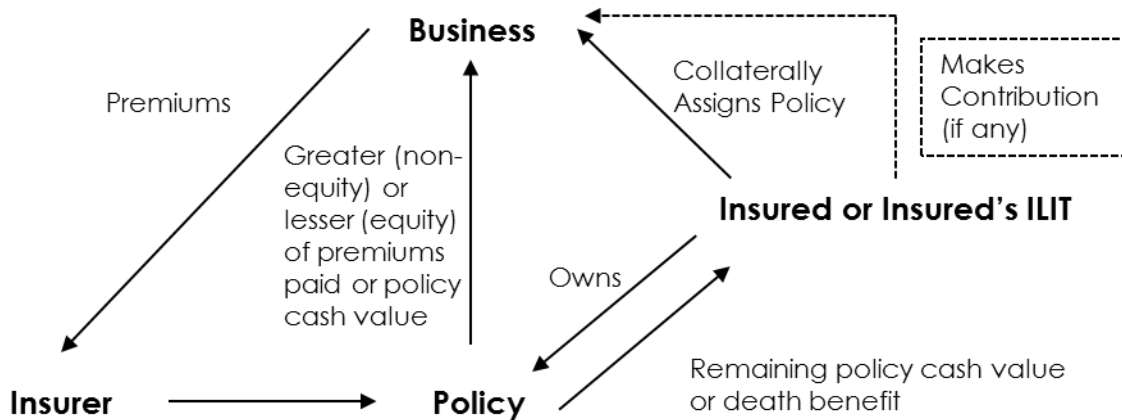 Business
Premiums
Collaterally
Assigns Policy
Makes
Contribution
(if any)
Greater (non-
equity) or
lesser (equity)
of premiums
paid or policy
cash value
Insured or Insured’s ILIT
Owns
Remaining policy cash value
or death benefit
Insurer
Policy